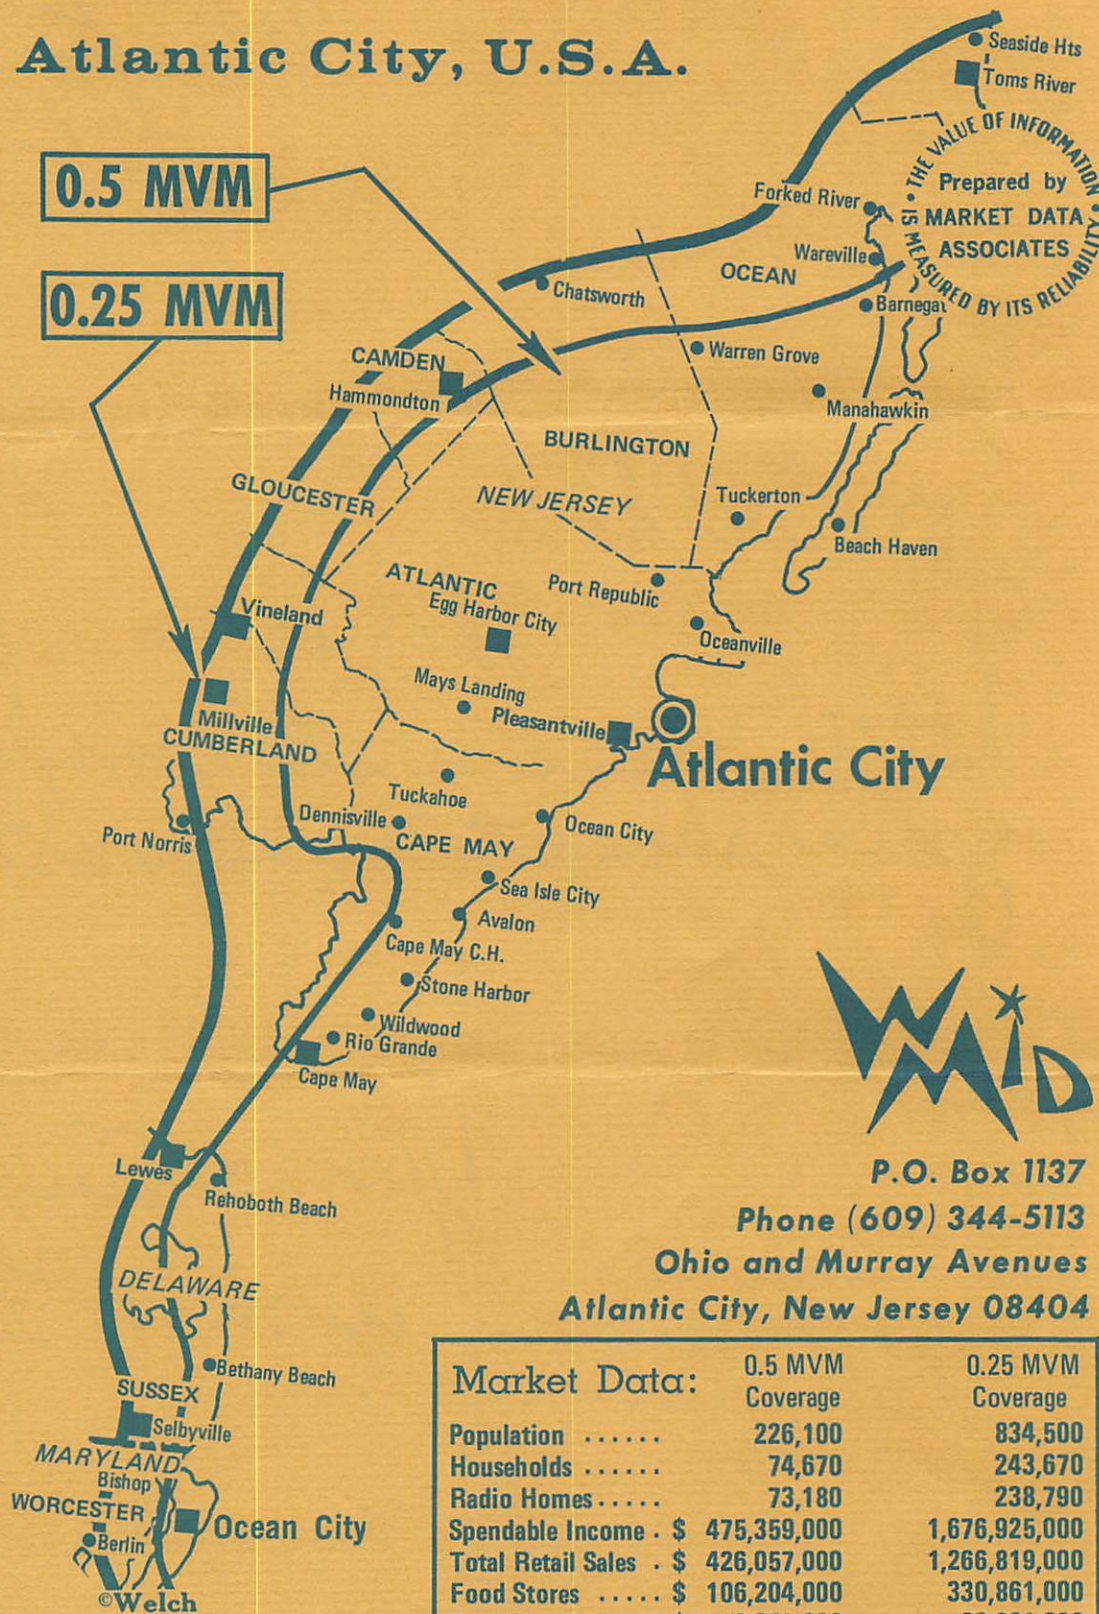 Atlantic City, U.S.A.
Seaside Hts
Toms River
THE VALUE OF INFORMATION • IS MEASURED BY ITS RELIABILITY •
Prepared by
MARKET DATA
ASSOCIATES
0.5 MVM
0.25 MVM
Forked River
Wareville
OCEAN
Chatsworth
Barnegat
Warren Grove
CAMDEN
Hammondton
Manahawkin
BURLINGTON
GLOUCESTER
NEW JERSEY
Tuckerton
Beach Haven
ATLANTIC
Port Republic
Egg Harbor City
Vineland
Oceanville
Mays Landing
Pleasantville
Millville
CUMBERLAND
Atlantic City
Tuckahoe
Dennisville
Ocean City
Port Norris
CAPE MAY
Sea Isle City
Avalon
Cape May C.H.
Stone Harbor
Wildwood
Rio Grande
Cape May
WMID
Lewes
Rehoboth Beach
P.O. Box 1137
Phone (609) 344-5113
Ohio and Murray Avenues
Atlantic City, New Jersey 08404
DELAWARE
Bethany Beach
SUSSEX
Selbyville
MARYLAND
Bishop
WORCESTER
Ocean City
Berlin
©Welch
Market Data: 0.5 MVM Coverage 0.25 MVM Coverage
Population ...... 226,100 834,500
Households ...... 74,670 243,670
Radio Homes ..... 73,180 238,790
Spendable Income . $ 475,359,000 1,676,925,000
Total Retail Sales . $ 426,057,000 1,266,819,000
Food Stores ..... $ 106,204,000 330,861,000